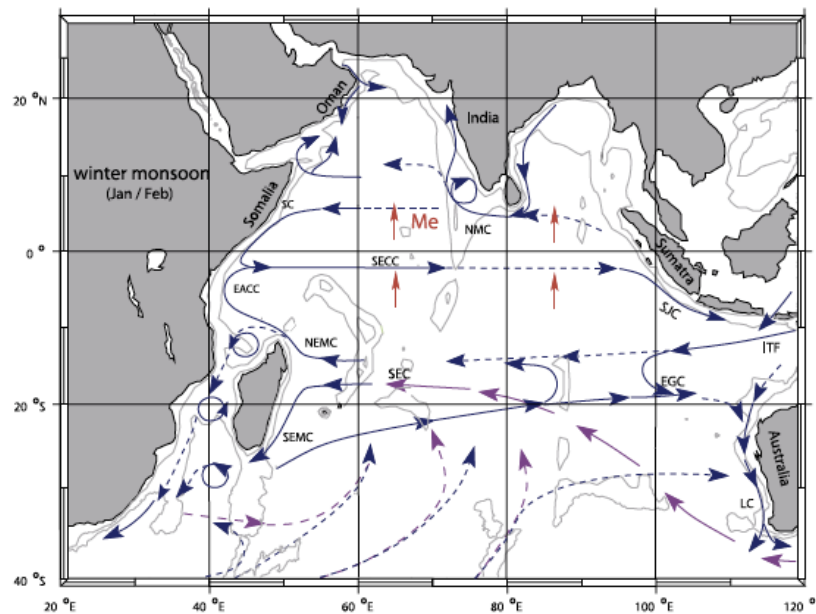 Oman
India
20 °N
winter monsoon
(Jan / Feb)
Somalia
SC
Me
NMC
0 °
Sumatra
SECC
EACC
SJC
NEMC
ITF
SEC
EGC
20 °S
SEMC
Australia
LC
40 °S
20 °E
40 °E
60 °E
80 °E
100 °E
120 °